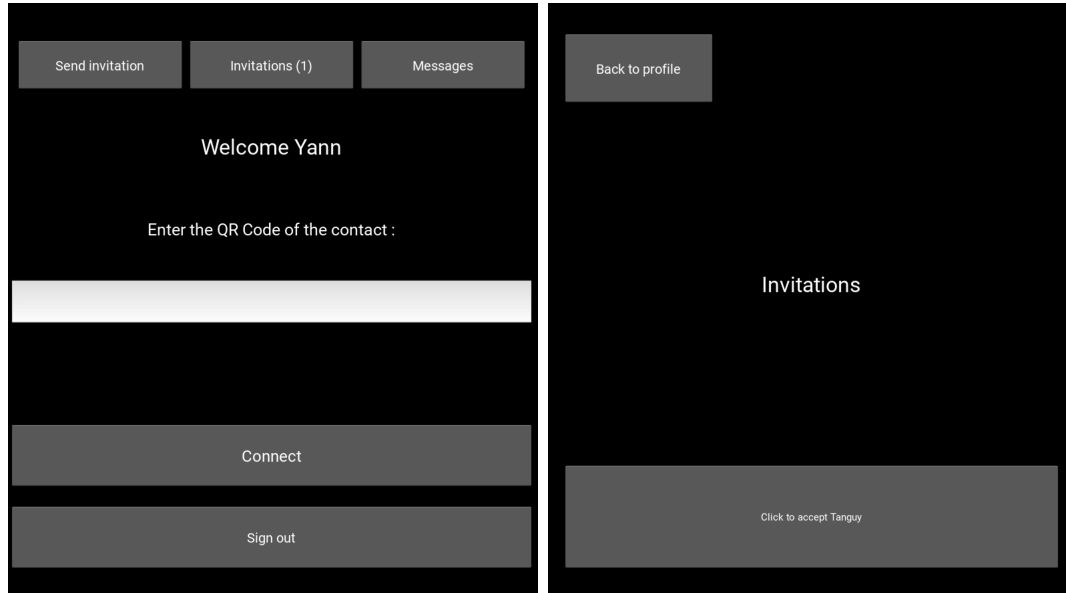 Send invitation
Invitations (1)
Messages
Welcome Yann
Enter the QR Code of the contact :
Connect
Sign out
Back to profile
Invitations
Click to accept Tanguy